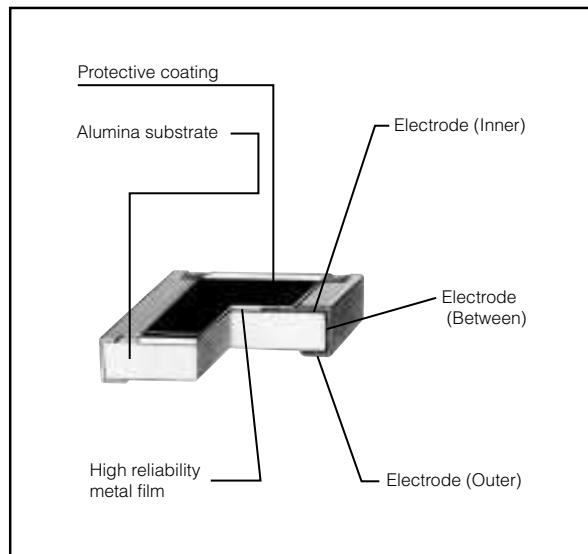 Protective coating
Alumina substrate
Electrode (Inner)
Electrode
(Between)
High reliability
metal film
Electrode (Outer)